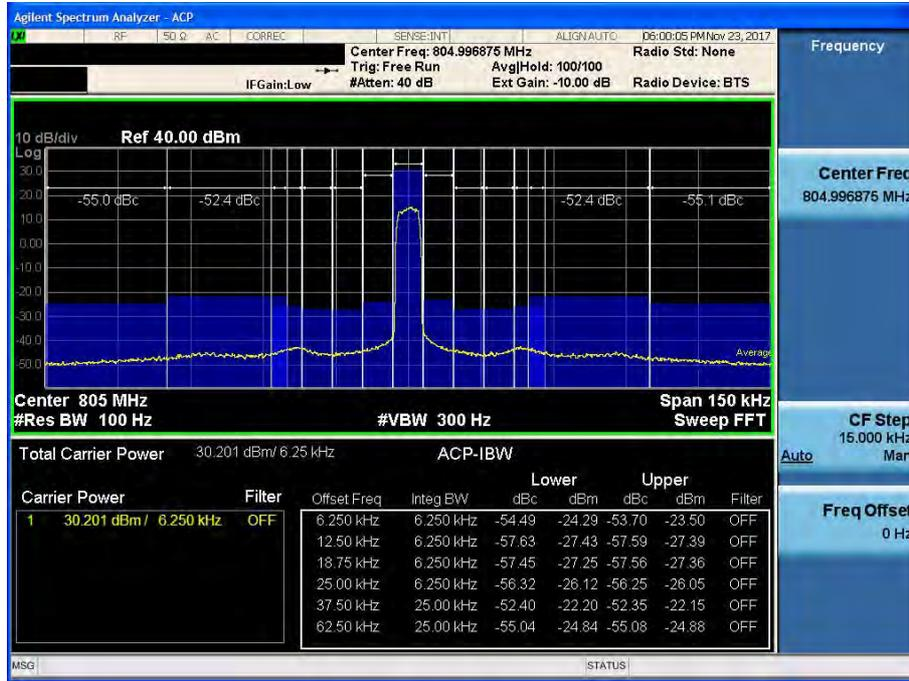 Agilent Spectrum Analyzer - ACP
LXI RF 50 Ω AC CORREC SENSE:INT ALIGN AUTO 06:00:05 PM Nov 23, 2017
Center Freq: 804.996875 MHz Radio Std: None
Trig: Free Run Avg|Hold: 100/100
IFGain:Low #Atten: 40 dB Ext Gain: -10.00 dB Radio Device: BTS
10 dB/div Ref 40.00 dBm
Log
30.0
20.0
10.0
0.00
-10.0
-20.0
-30.0
-40.0
-50.0
-55.0 dBc -52.4 dBc -52.4 dBc -55.1 dBc
Average
Center 805 MHz Span 150 kHz
#Res BW 100 Hz #VBW 300 Hz Sweep FFT
Total Carrier Power 30.201 dBm/ 6.25 kHz ACP-IBW
Lower Upper
Carrier Power Filter Offset Freq Integ BW dBc dBm dBc dBm Filter
1 30.201 dBm / 6.250 kHz OFF
6.250 kHz 6.250 kHz -54.49 -24.29 -53.70 -23.50 OFF
12.50 kHz 6.250 kHz -57.63 -27.43 -57.59 -27.39 OFF
18.75 kHz 6.250 kHz -57.45 -27.25 -57.56 -27.36 OFF
25.00 kHz 6.250 kHz -56.32 -26.12 -56.25 -26.05 OFF
37.50 kHz 25.00 kHz -52.40 -22.20 -52.35 -22.15 OFF
62.50 kHz 25.00 kHz -55.04 -24.84 -55.08 -24.88 OFF
MSG STATUS
Frequency
Center Freq
804.996875 MHz
CF Step
15.000 kHz
Auto Man
Freq Offset
0 Hz